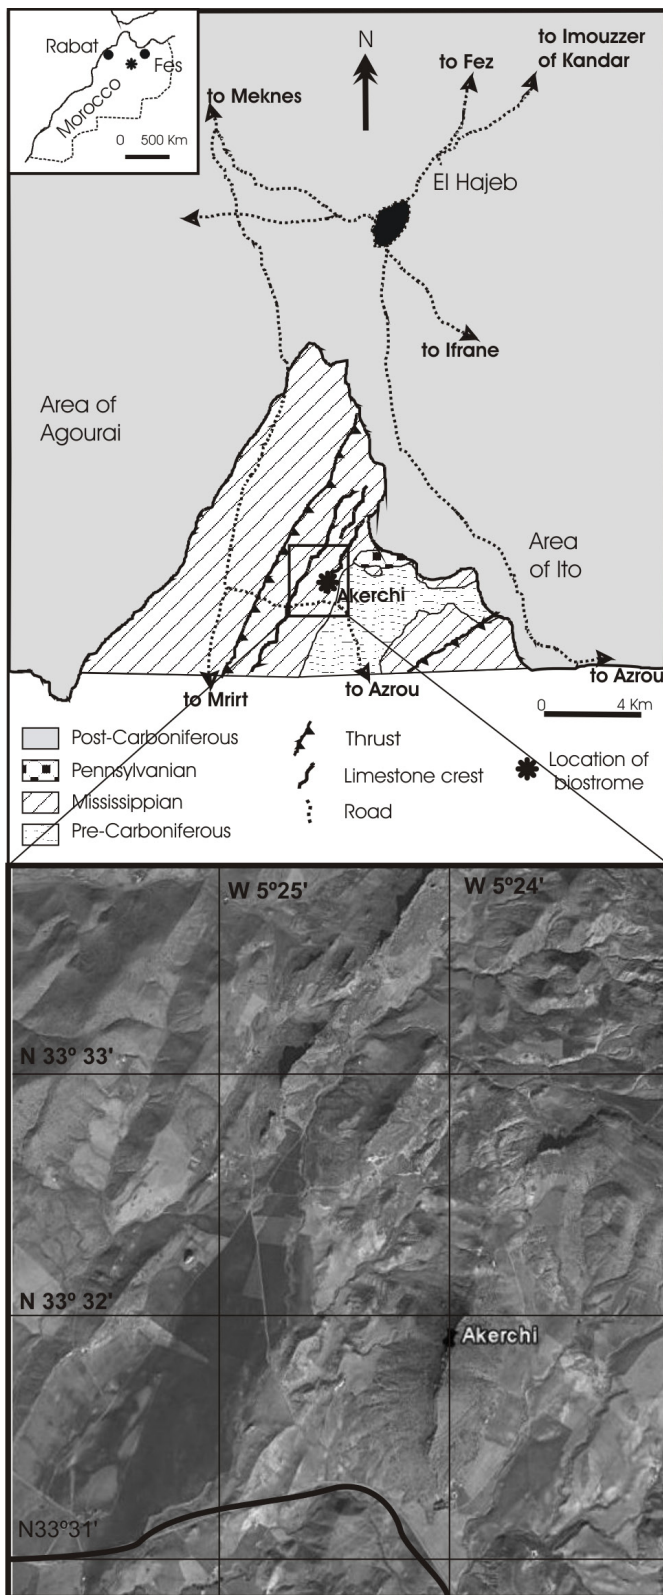 Rabat
Fes
Morocco
0 500 Km
N
to Meknes
to Fez
to Imouzzer
of Kandar
El Hajeb
to Ifrane
Area of
Agourai
Area
of Ito
Akerchi
to Mrirt
to Azrou
to Azrou
0 4 Km
Post-Carboniferous
Pennsylvanian
Mississippian
Pre-Carboniferous
Thrust
Limestone crest
Road
Location of
biostrome
W 5º25'
W 5º24'
N 33º 33'
N 33º 32'
Akerchi
N33º31'